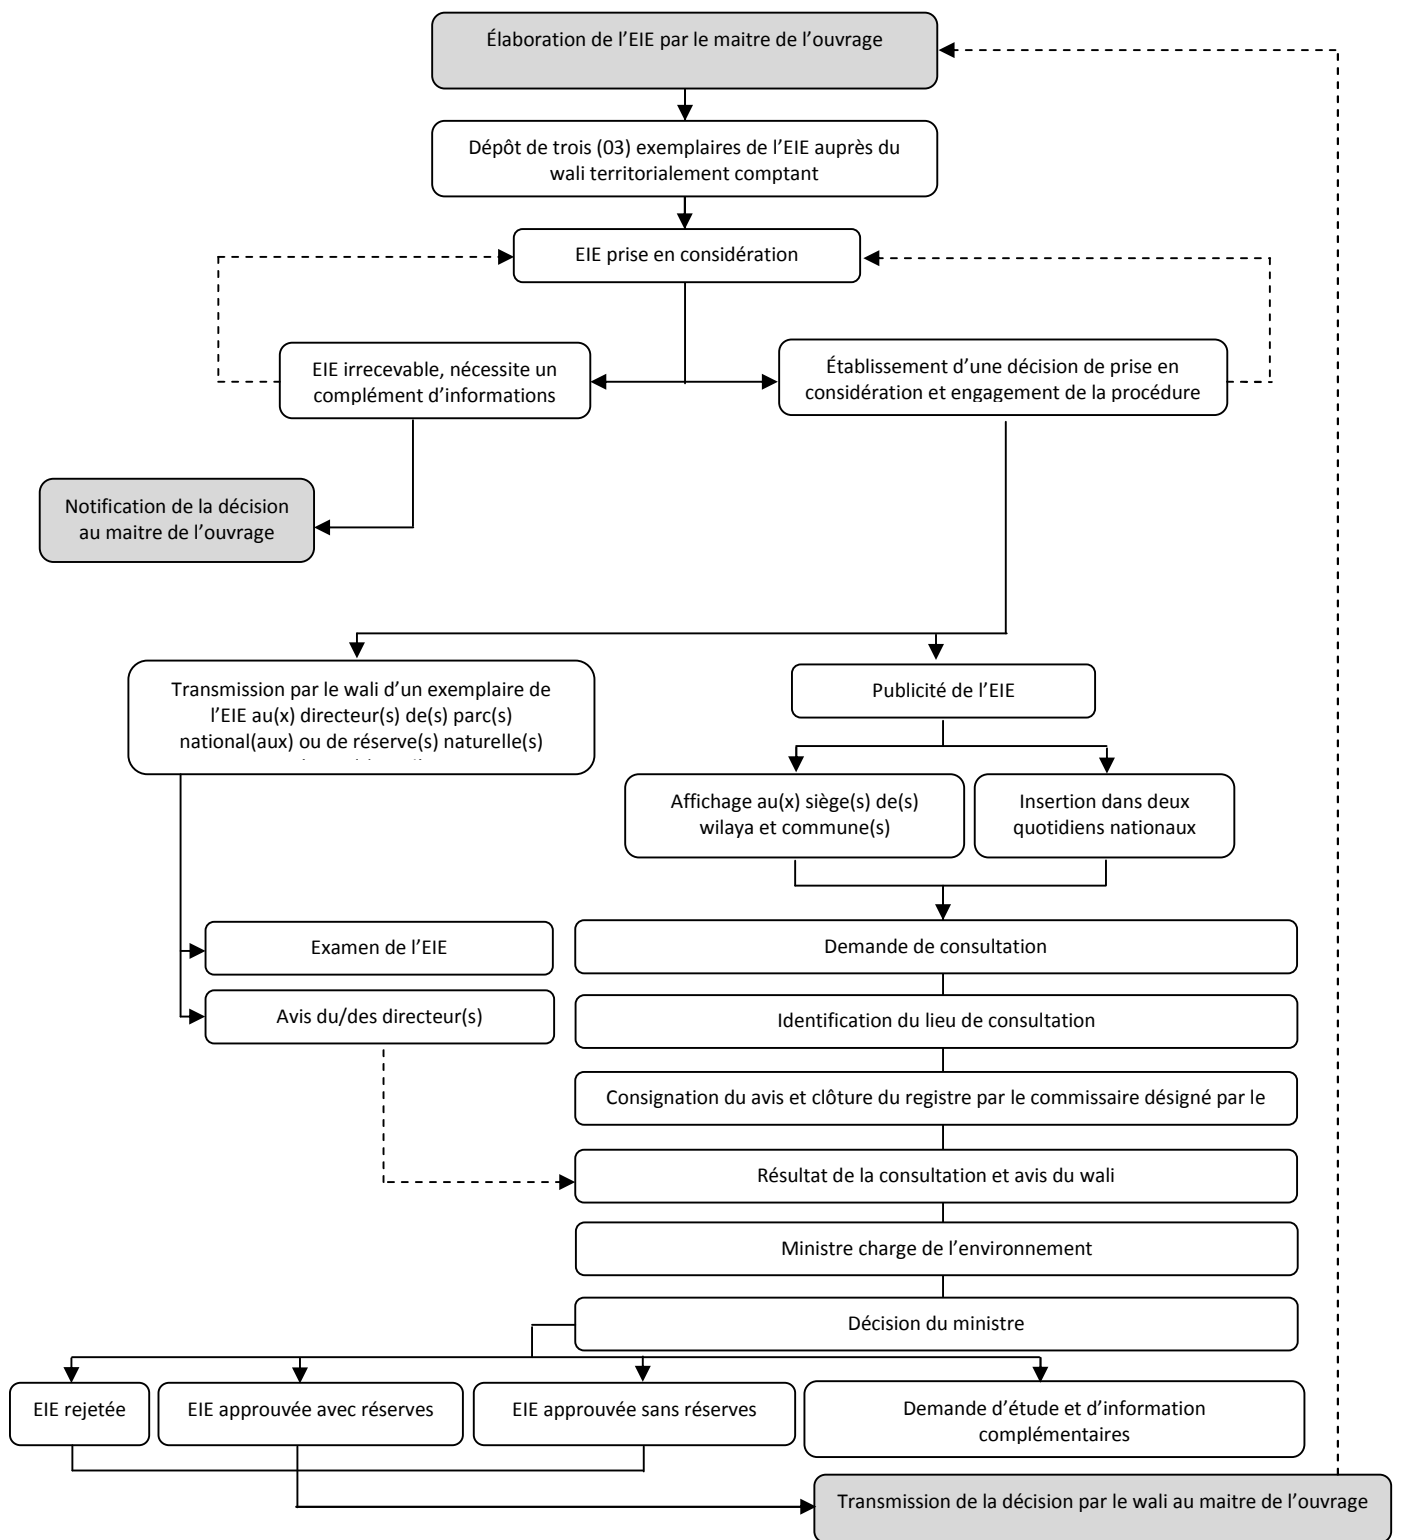 Élaboration de l’EIE par le maitre de l’ouvrage
Dépôt de trois (03) exemplaires de l’EIE auprès du
wali territorialement comptant
EIE prise en considération
EIE irrecevable, nécessite un
complément d’informations
Établissement d’une décision de prise en
considération et engagement de la procédure
Notification de la décision
au maitre de l’ouvrage
Transmission par le wali d’un exemplaire de
l’EIE au(x) directeur(s) de(s) parc(s)
national(aux) ou de réserve(s) naturelle(s)
Publicité de l’EIE
Affichage au(x) siège(s) de(s)
wilaya et commune(s)
Insertion dans deux
quotidiens nationaux
Examen de l’EIE
Avis du/des directeur(s)
Demande de consultation
Identification du lieu de consultation
Consignation du avis et clôture du registre par le commissaire désigné par le
Résultat de la consultation et avis du wali
Ministre charge de l’environnement
Décision du ministre
EIE rejetée
EIE approuvée avec réserves
EIE approuvée sans réserves
Demande d’étude et d’information
complémentaires
Transmission de la décision par le wali au maitre de l’ouvrage